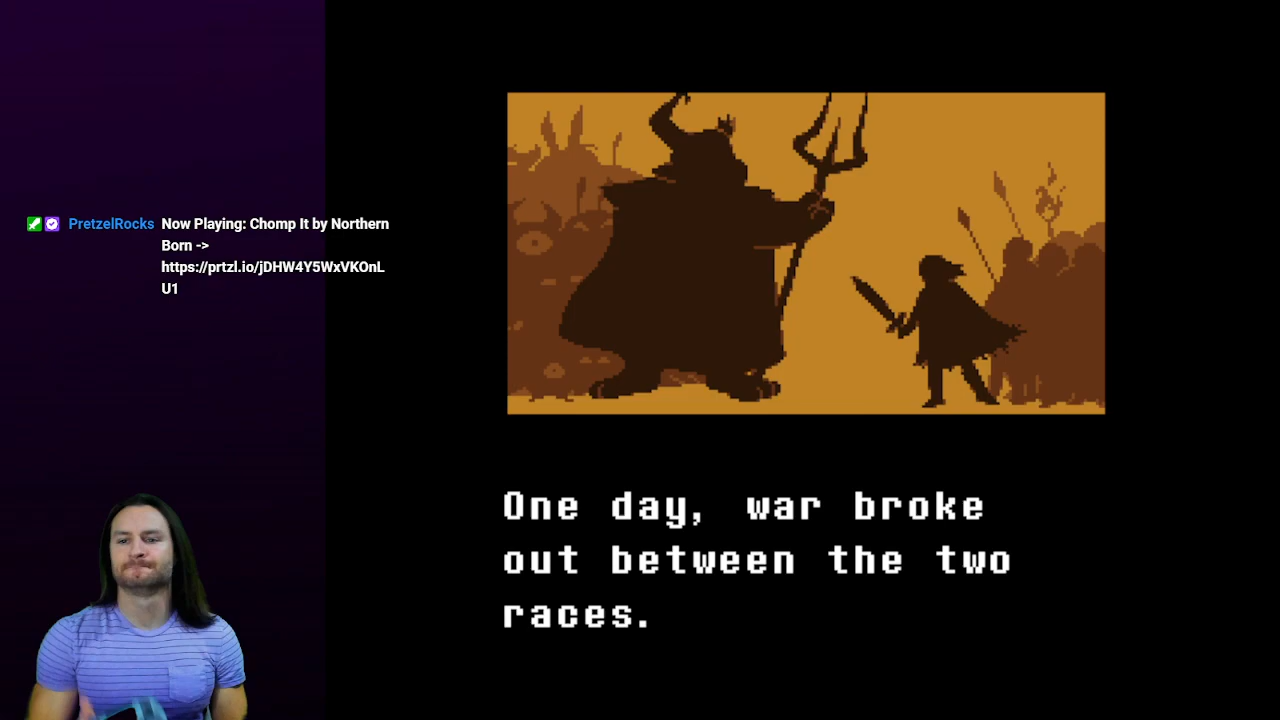 PretzelRocks Now Playing: Chomp It by Northern
Born ->
https://prtzl.io/jDHW4Y5WxVKOnL
U1
One day, war broke
out between the two
races.